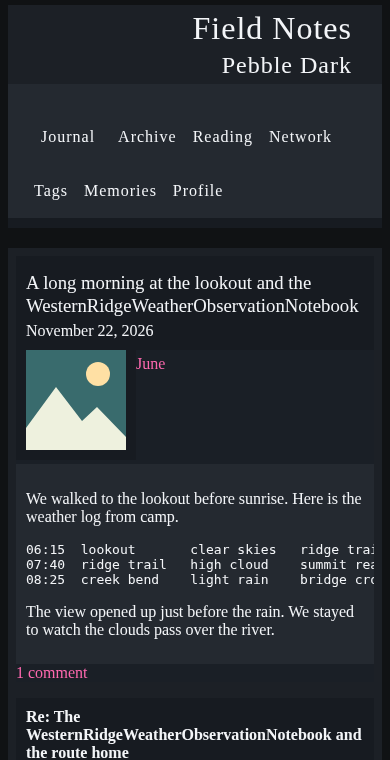 Field Notes
Pebble Dark
Journal Archive Reading Network
Tags Memories Profile
A long morning at the lookout and the
WesternRidgeWeatherObservationNotebook
November 22, 2026
June
We walked to the lookout before sunrise. Here is the
weather log from camp.
06:15 lookout clear skies ridge
07:40 ridge trail high cloud summit
08:25 creek bend light rain bridge
The view opened up just before the rain. We stayed
to watch the clouds pass over the river.
1 comment
Re: The
WesternRidgeWeatherObservationNotebook and
the route home